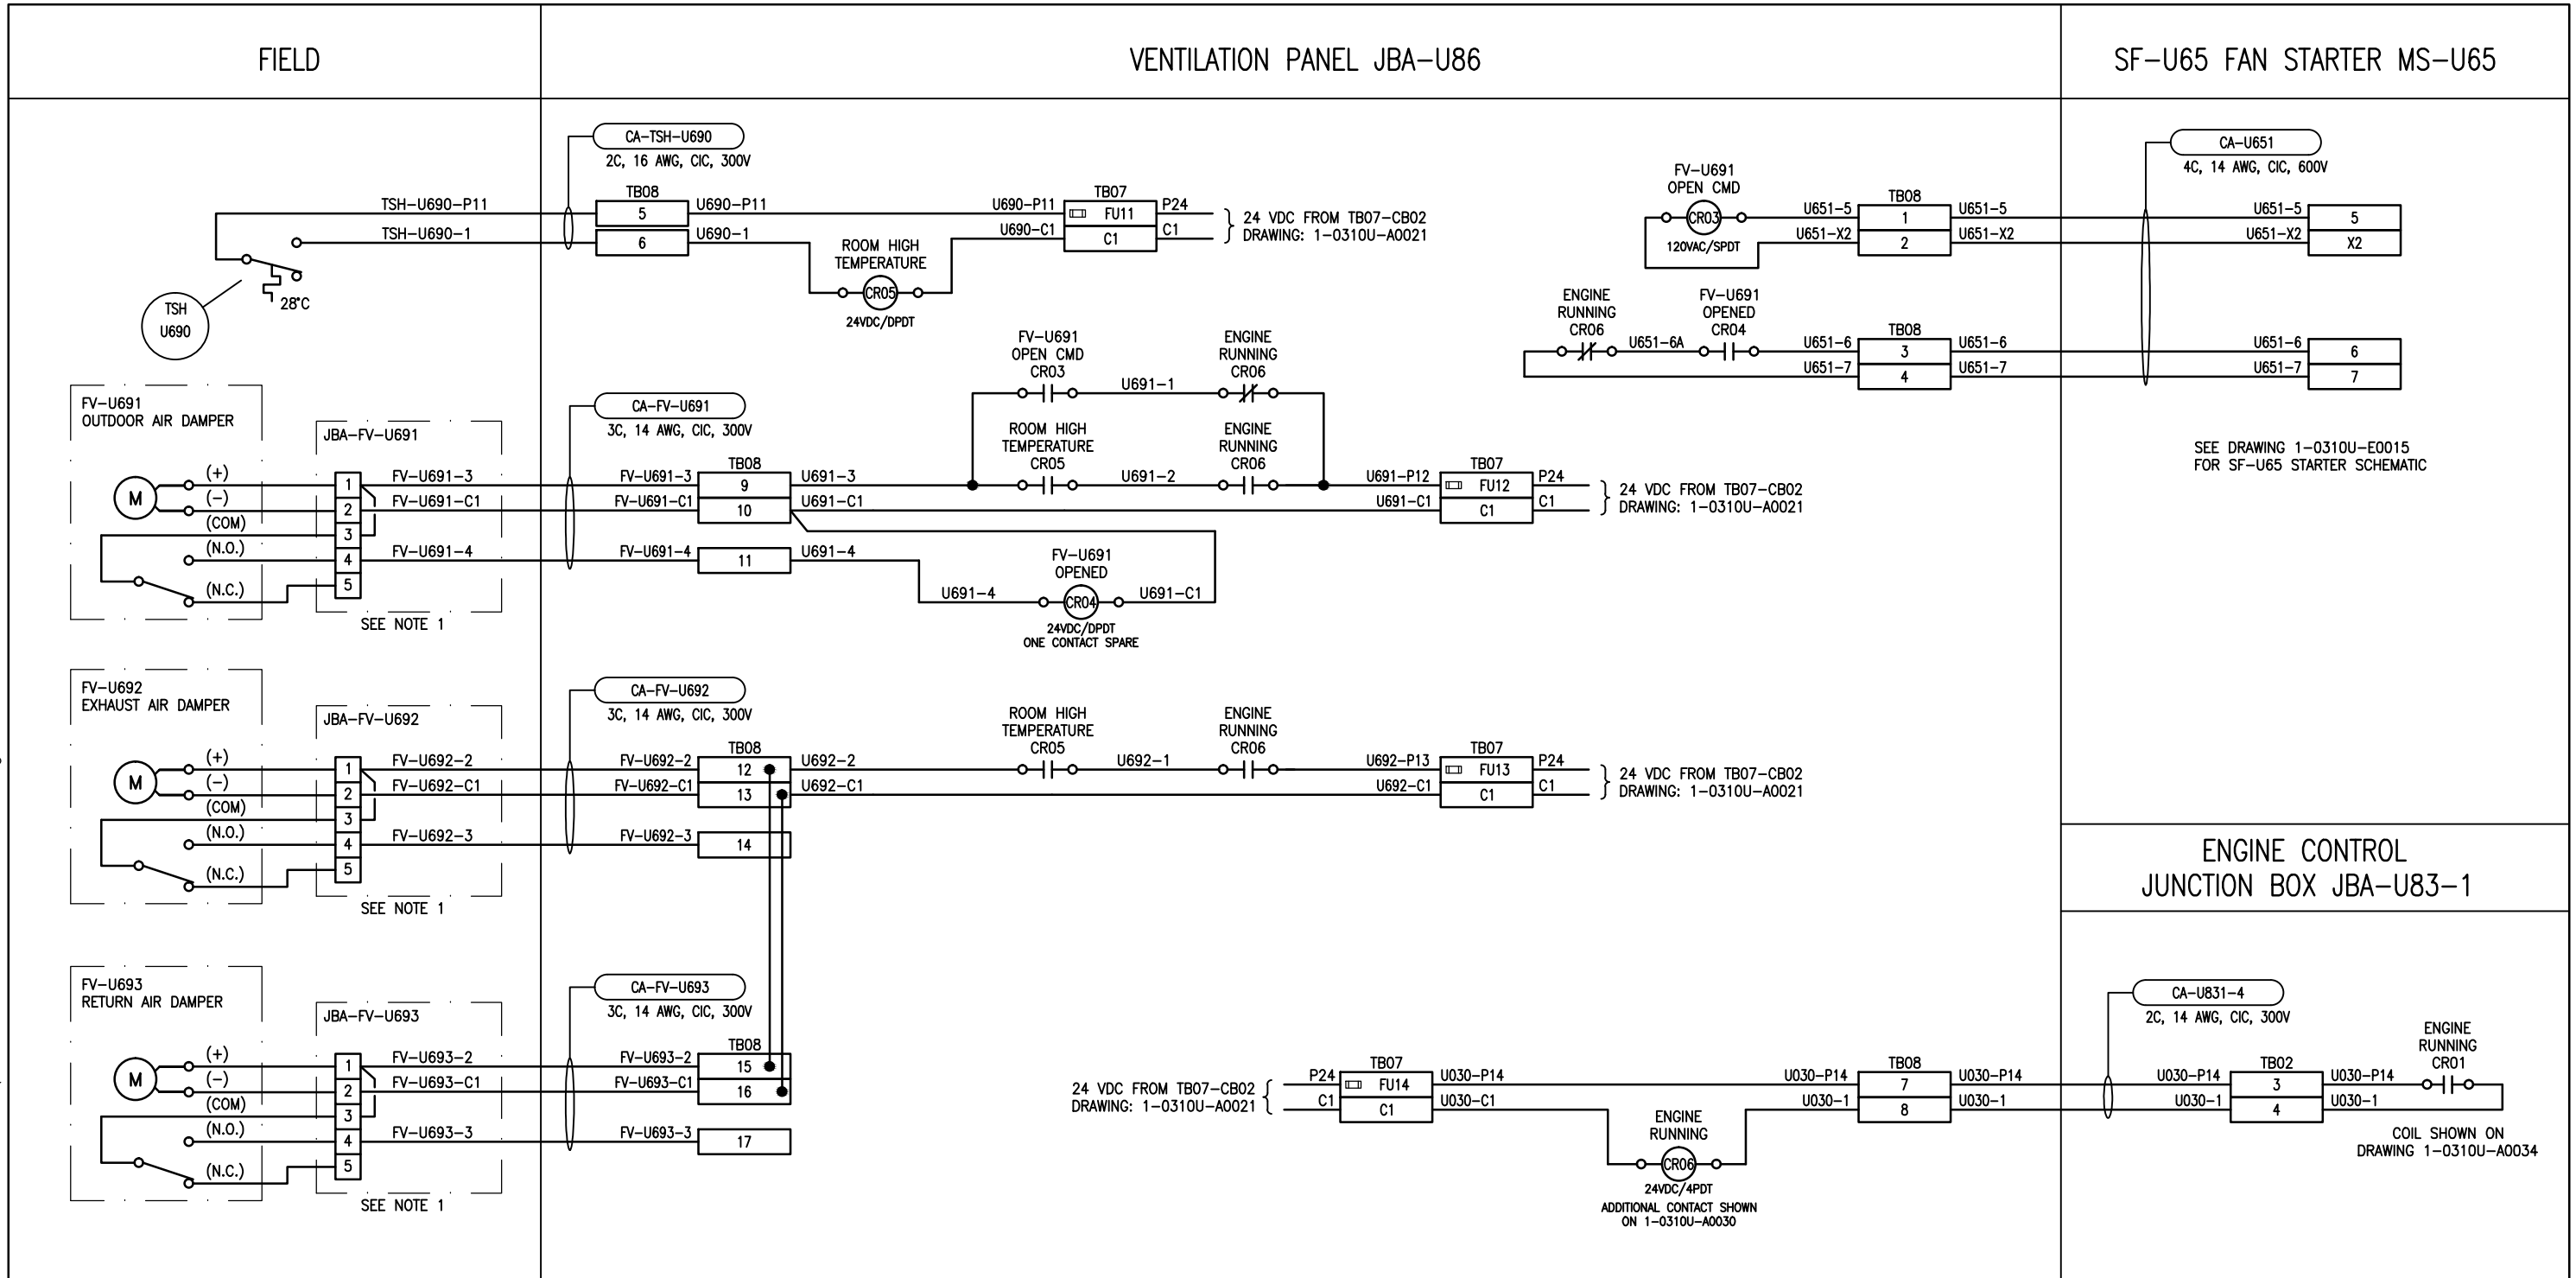 FIELD
VENTILATION PANEL JBA-U86
SF-U65 FAN STARTER MS-U65
CA-TSH-U690
2C, 16 AWG, CIC, 300V
TSH-U690-P11
TSH-U690-1
TB08
5
6
U690-P11
U690-1
ROOM HIGH
TEMPERATURE
CR05
24VDC/DPDT
U690-P11
U690-C1
TB07
FU11
C1
P24
C1
24 VDC FROM TB07-CB02
DRAWING: 1-0310U-A0021
28°C
TSH
U690
FV-U691
OPEN CMD
CR03
120VAC/SPDT
U651-5
U651-X2
TB08
1
2
U651-5
U651-X2
CA-U651
4C, 14 AWG, CIC, 600V
U651-5
U651-X2
5
X2
ENGINE
RUNNING
CR06
U651-6A
FV-U691
OPENED
CR04
U651-6
U651-7
TB08
3
4
U651-6
U651-7
U651-6
U651-7
6
7
SEE DRAWING 1-0310U-E0015
FOR SF-U65 STARTER SCHEMATIC
FV-U691
OUTDOOR AIR DAMPER
M
(+)
(-)
(COM)
(N.O.)
(N.C.)
JBA-FV-U691
1
2
3
4
5
SEE NOTE 1
FV-U691-3
FV-U691-C1
FV-U691-4
CA-FV-U691
3C, 14 AWG, CIC, 300V
FV-U691-3
FV-U691-C1
FV-U691-4
TB08
9
10
11
U691-3
U691-C1
U691-4
FV-U691
OPEN CMD
CR03
U691-1
ENGINE
RUNNING
CR06
ROOM HIGH
TEMPERATURE
CR05
U691-2
ENGINE
RUNNING
CR06
U691-P12
U691-C1
TB07
FU12
C1
P24
C1
24 VDC FROM TB07-CB02
DRAWING: 1-0310U-A0021
U691-4
FV-U691
OPENED
CR04
U691-C1
24VDC/DPDT
ONE CONTACT SPARE
FV-U692
EXHAUST AIR DAMPER
M
(+)
(-)
(COM)
(N.O.)
(N.C.)
JBA-FV-U692
1
2
3
4
5
SEE NOTE 1
FV-U692-2
FV-U692-C1
FV-U692-3
CA-FV-U692
3C, 14 AWG, CIC, 300V
FV-U692-2
FV-U692-C1
FV-U692-3
TB08
12
13
14
U692-2
U692-C1
ROOM HIGH
TEMPERATURE
CR05
U692-1
ENGINE
RUNNING
CR06
U692-P13
U692-C1
TB07
FU13
C1
P24
C1
24 VDC FROM TB07-CB02
DRAWING: 1-0310U-A0021
ENGINE CONTROL
JUNCTION BOX JBA-U83-1
FV-U693
RETURN AIR DAMPER
M
(+)
(-)
(COM)
(N.O.)
(N.C.)
JBA-FV-U693
1
2
3
4
5
SEE NOTE 1
FV-U693-2
FV-U693-C1
FV-U693-3
CA-FV-U693
3C, 14 AWG, CIC, 300V
FV-U693-2
FV-U693-C1
FV-U693-3
TB08
15
16
17
24 VDC FROM TB07-CB02
DRAWING: 1-0310U-A0021
P24
C1
TB07
FU14
C1
U030-P14
U030-C1
ENGINE
RUNNING
CR06
24VDC/4PDT
ADDITIONAL CONTACT SHOWN
ON 1-0310U-A0030
U030-P14
U030-1
TB08
7
8
U030-P14
U030-1
CA-U831-4
2C, 14 AWG, CIC, 300V
U030-P14
U030-1
TB02
3
4
U030-P14
U030-1
ENGINE
RUNNING
CR01
COIL SHOWN ON
DRAWING 1-0310U-A0034